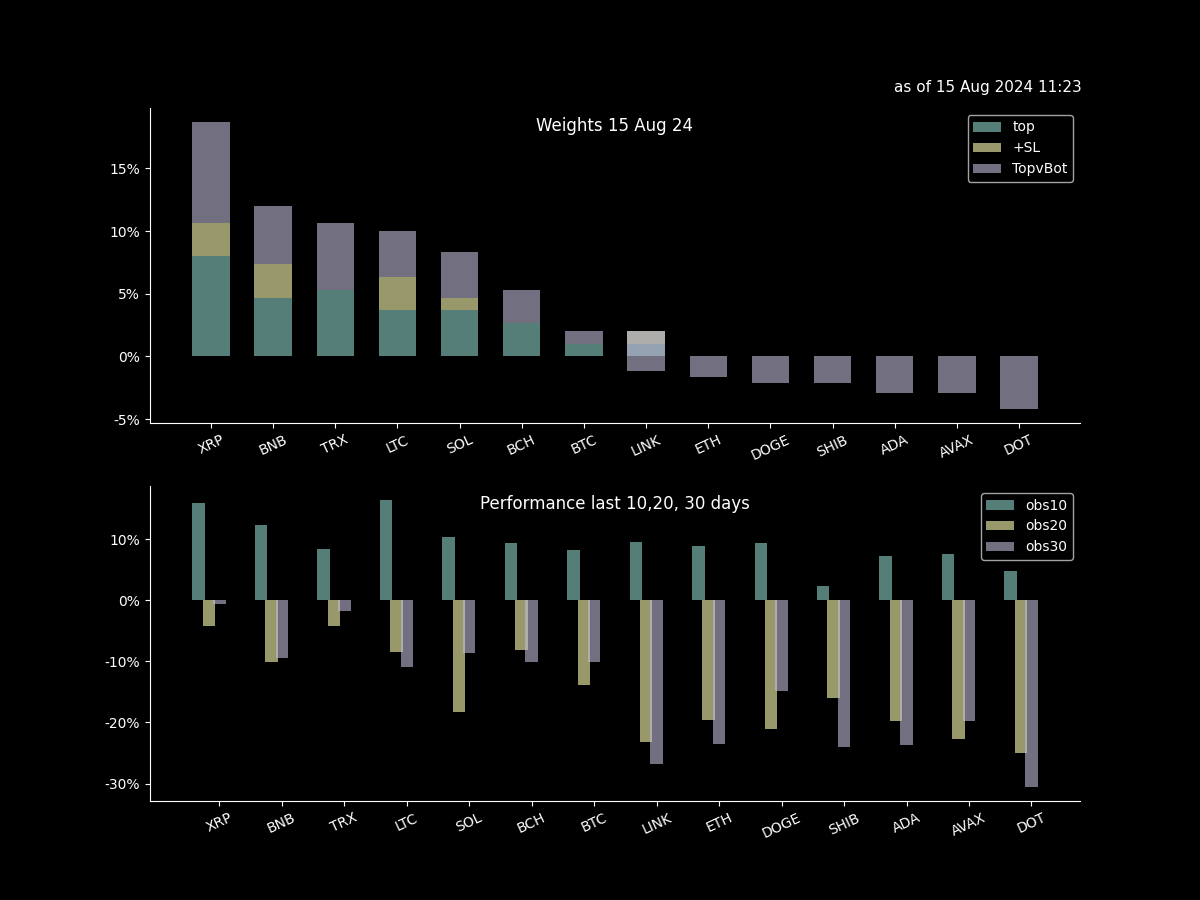 as of 15 Aug 2024 11:23
Weights 15 Aug 24
top
+SL
TopvBot
15%
10%
5%
0%
-5%
XRP BNB TRX LTC SOL BCH BTC LINK ETH DOGE SHIB ADA AVAX DOT
Performance last 10,20, 30 days
obs10
obs20
obs30
10%
0%
-10%
-20%
-30%
XRP BNB TRX LTC SOL BCH BTC LINK ETH DOGE SHIB ADA AVAX DOT